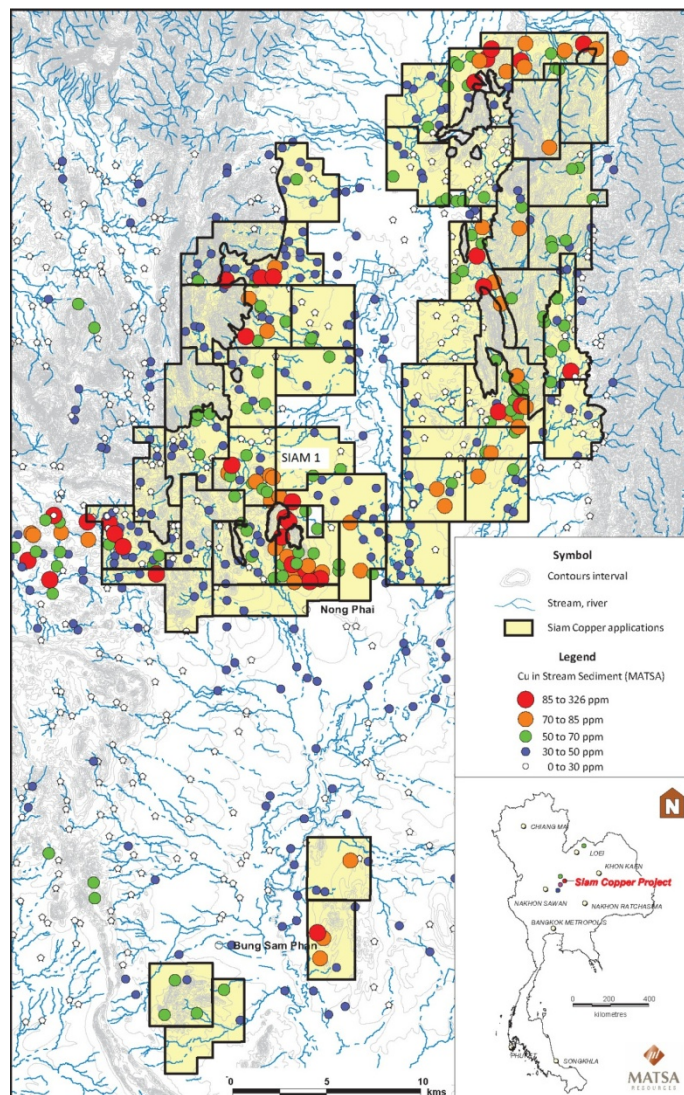 SIAM 1
Nong Phai
Bung Sam Phan
0 5 10
kms
Symbol
Contours interval
Stream, river
Siam Copper applications
Legend
Cu in Stream Sediment (MATSA)
85 to 326 ppm
70 to 85 ppm
50 to 70 ppm
30 to 50 ppm
0 to 30 ppm
N
CHIANG MAI
LOEI
KHON KAEN
Siam Copper Project
NAKHON SAWAN
NAKHON RATCHASIMA
BANGKOK METROPOLIS
0 200 400
kilometres
SONGKHLA
MATSA
RESOURCES